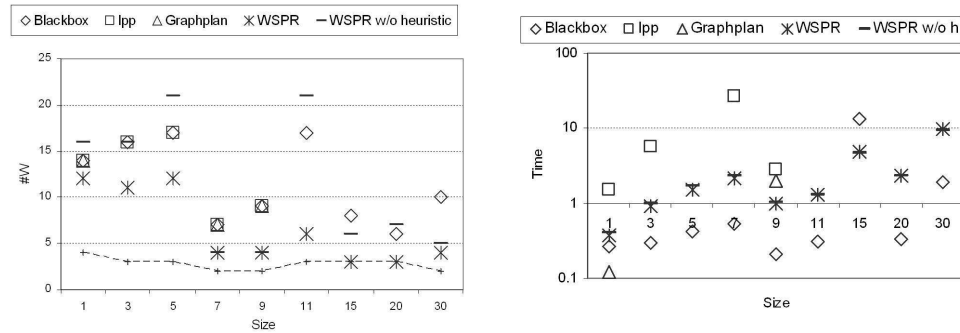 Blackbox Ipp Graphplan WSPR WSPR w/o heuristic
25
20
15
10
5
0
#W
1 3 5 7 9 11 15 20 30
Size
Blackbox Ipp Graphplan WSPR WSPR w/o h
100
10
1
0.1
Time
1 3 5 7 9 11 15 20 30
Size